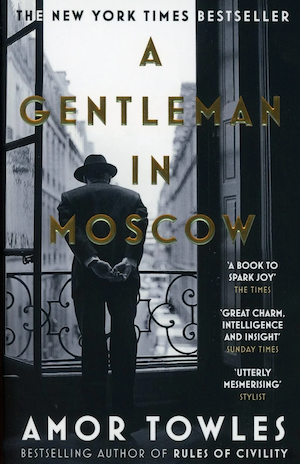 THE NEW YORK TIMES BESTSELLER
A
GENTLEMAN
IN
MOSCOW
'A BOOK TO
SPARK JOY'
THE TIMES
'GREAT CHARM,
INTELLIGENCE
AND INSIGHT'
SUNDAY TIMES
'UTTERLY
MESMERISING'
STYLIST
AMOR TOWLES
BESTSELLING AUTHOR OF RULES OF CIVILITY